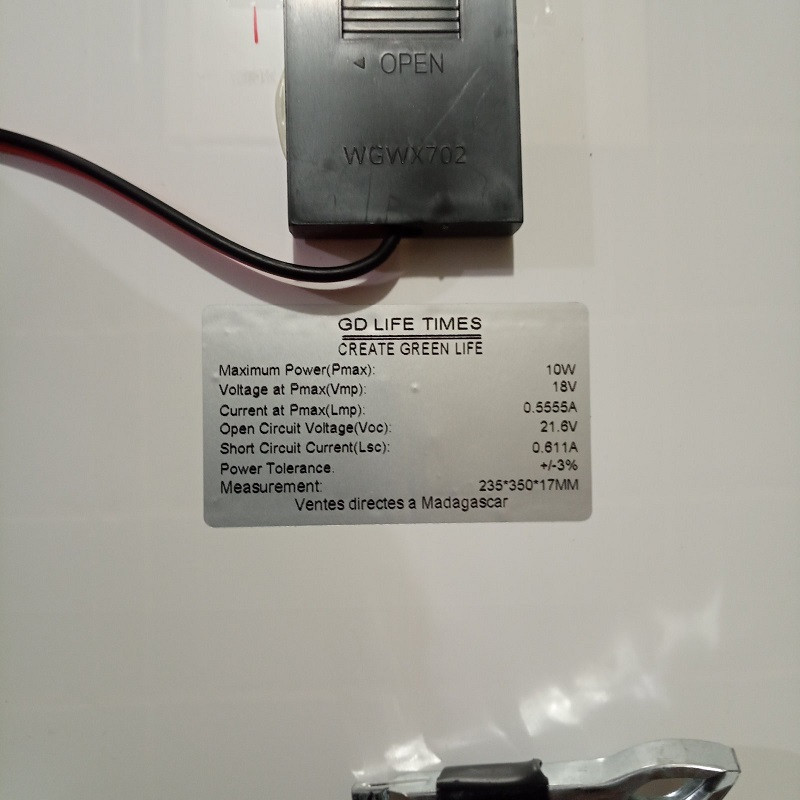 ◄ OPEN
WGWX702
GD LIFE TIMES
CREATE GREEN LIFE
Maximum Power(Pmax): 10W
Voltage at Pmax(Vmp): 18V
Current at Pmax(Lmp): 0.5555A
Open Circuit Voltage(Voc): 21.6V
Short Circuit Current(Lsc): 0.611A
Power Tolerance. +/-3%
Measurement: 235*350*17MM
Ventes directes a Madagascar